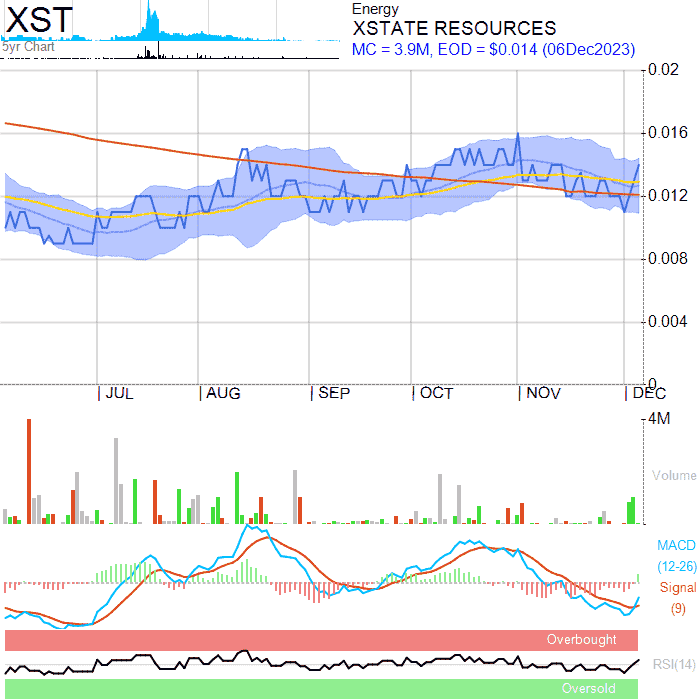 XST
5yr Chart
Energy
XSTATE RESOURCES
MC = 3.9M, EOD = $0.014 (06Dec2023)
0.02
0.016
0.012
0.008
0.004
0
JUL AUG SEP OCT NOV DEC
4M
Volume
MACD
(12-26)
Signal
(9)
Overbought
RSI(14)
Oversold